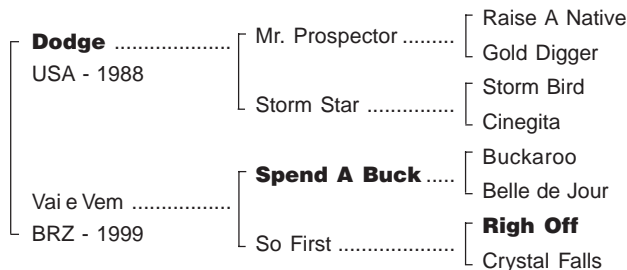 Raise A Native
Mr. Prospector .........
Gold Digger
Dodge .....................
USA - 1988
Storm Bird
Storm Star ...............
Cinegita
Buckaroo
Spend A Buck .....
Belle de Jour
Vai e Vem .................
BRZ - 1999
Righ Off
So First ....................
Crystal Falls